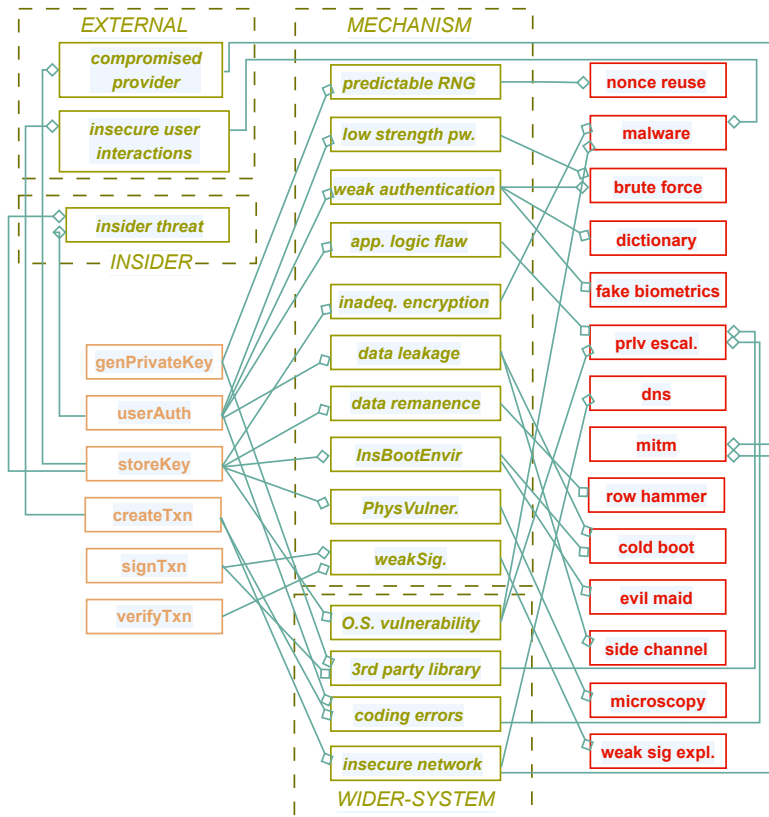 EXTERNAL
compromised
provider
insecure user
interactions
insider threat
INSIDER
genPrivateKey
userAuth
storeKey
createTxn
signTxn
verifyTxn
MECHANISM
predictable RNG
low strength pw.
weak authentication
app. logic flaw
inadeq. encryption
data leakage
data remanence
InsBootEnvir
PhysVulner.
weakSig.
O.S. vulnerability
3rd party library
coding errors
insecure network
WIDER-SYSTEM
nonce reuse
malware
brute force
dictionary
fake biometrics
prlv escal.
dns
mitm
row hammer
cold boot
evil maid
side channel
microscopy
weak sig expl.